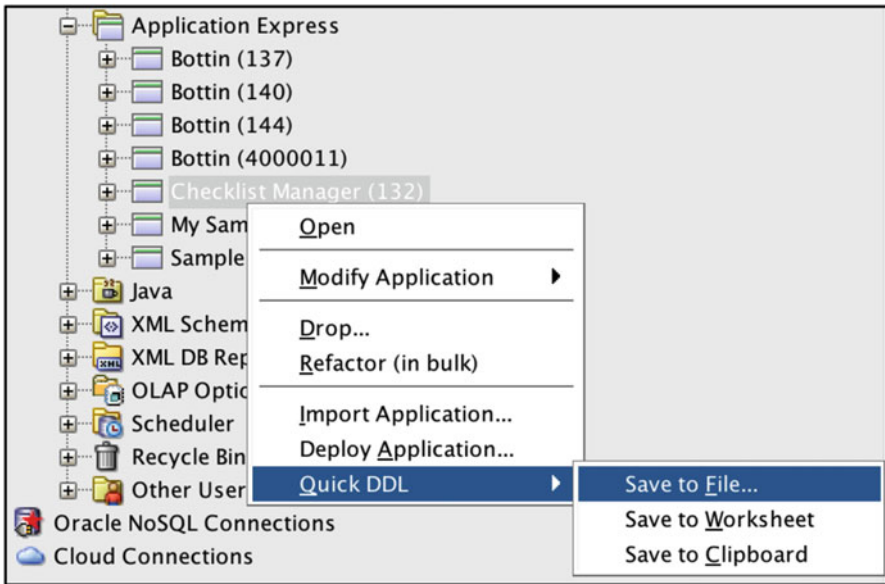 Application Express
Bottin (137)
Bottin (140)
Bottin (144)
Bottin (4000011)
Checklist Manager (132)
My Sam
Sample
Java
XML Schem
XML DB Rep
OLAP Optio
Scheduler
Recycle Bin
Other User
Oracle NoSQL Connections
Cloud Connections
Open
Modify Application
Drop...
Refactor (in bulk)
Import Application...
Deploy Application...
Quick DDL
Save to File...
Save to Worksheet
Save to Clipboard